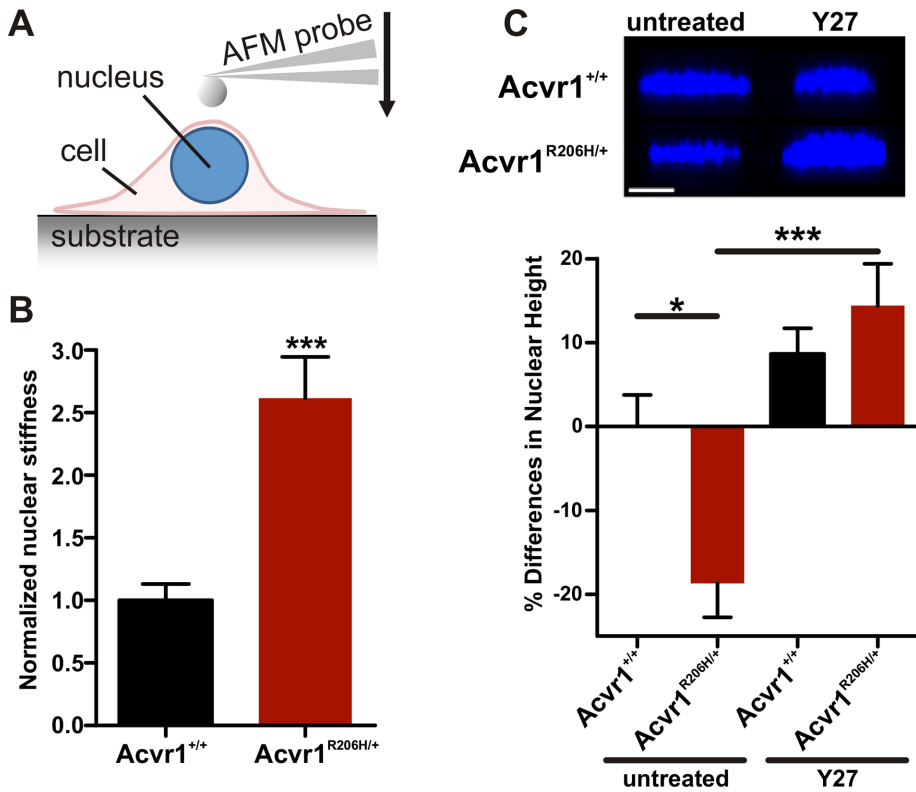 A
AFM probe
nucleus
cell
substrate
B
Normalized nuclear stiffness
3.0
2.5
2.0
1.5
1.0
0.5
0.0
***
Acvr1+/+
Acvr1R206H/+
C
untreated Y27
Acvr1+/+
Acvr1R206H/+
% Differences in Nuclear Height
20
10
0
-10
-20
*
***
Acvr1+/+
Acvr1R206H/+
Acvr1+/+
Acvr1R206H/+
untreated
Y27